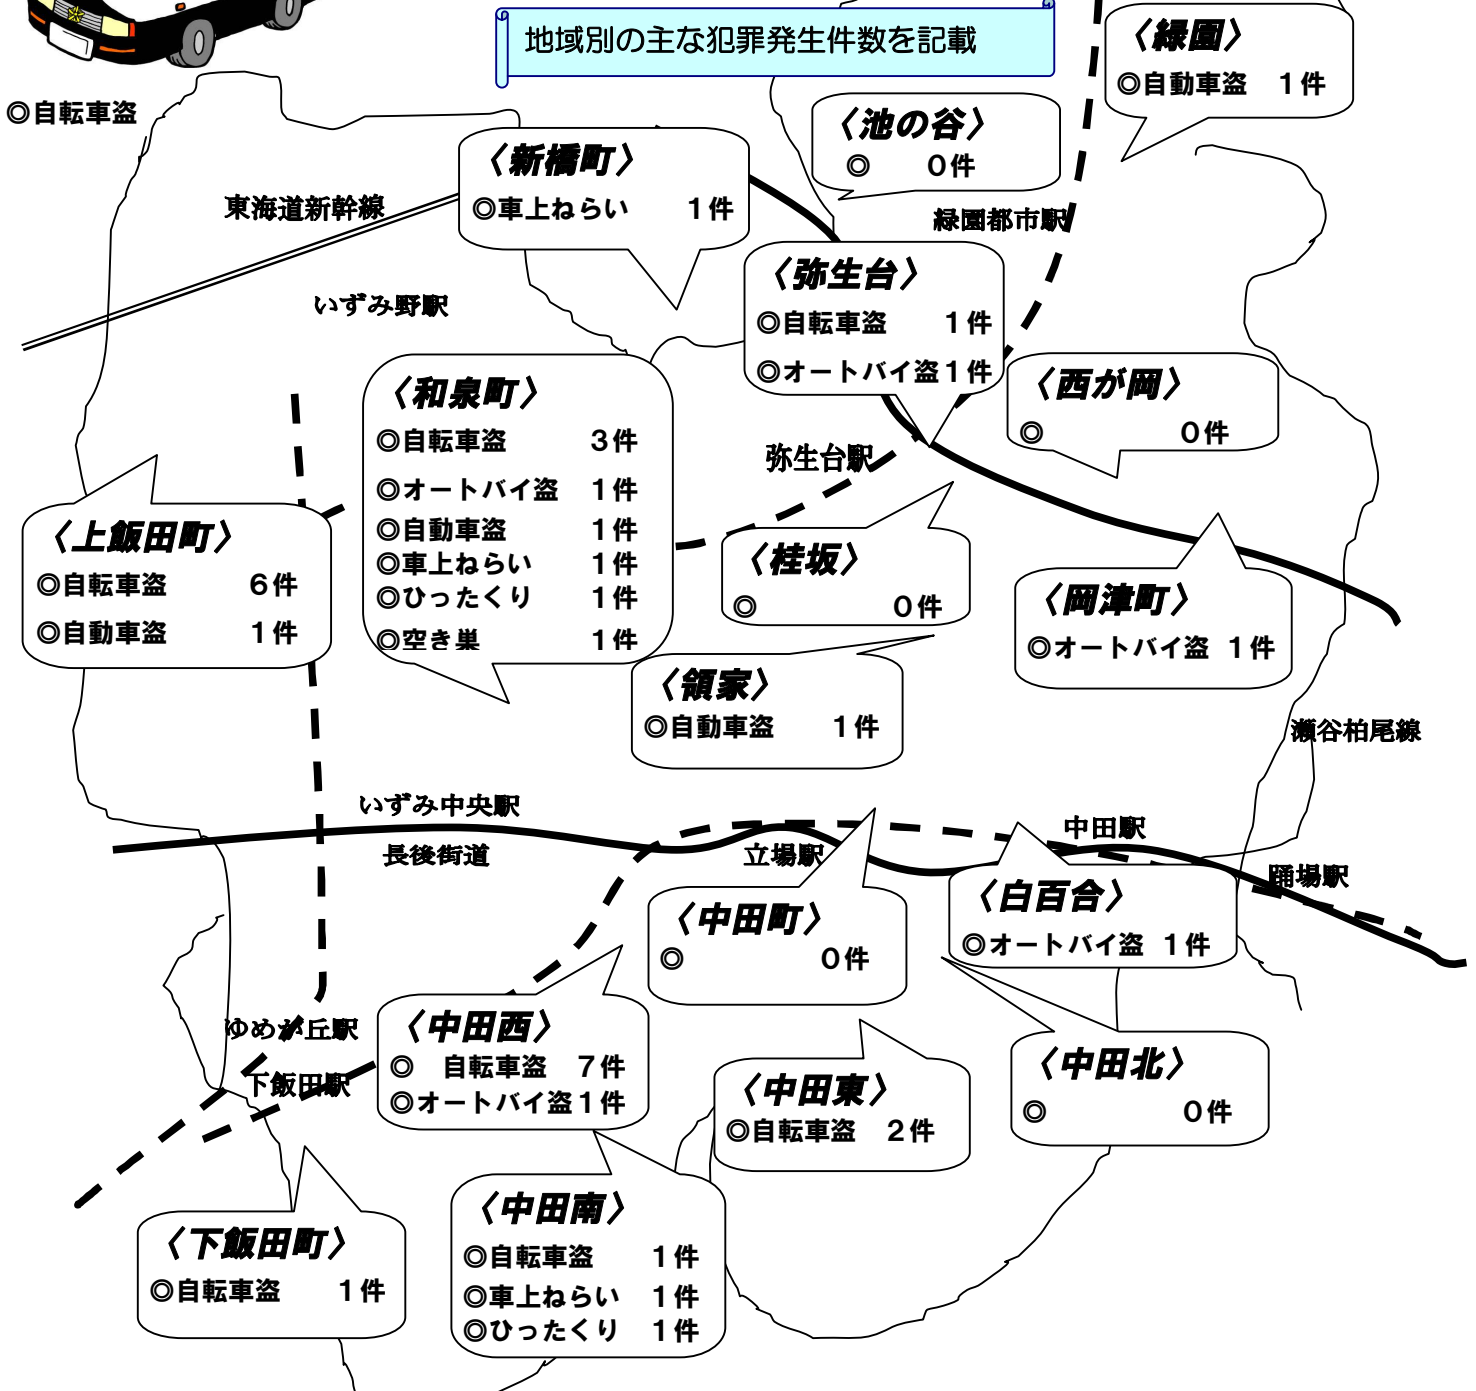 地域別の主な犯罪発生件数を記載
〈緑園〉
◎自動車盗　1件
◎自転車盗
〈池の谷〉
◎　　0件
〈新橋町〉
◎車上ねらい　　1件
東海道新幹線
緑園都市駅
〈弥生台〉
◎自転車盗　　1件
◎オートバイ盗1件
いずみ野駅
〈和泉町〉
◎自転車盗　　　3件
◎オートバイ盗　1件
◎自動車盗　　　1件
◎車上ねらい　　1件
◎ひったくり　　1件
◎空き巣　　　　1件
〈西が岡〉
◎　　　　　0件
弥生台駅
〈上飯田町〉
◎自転車盗　　　6件
◎自動車盗　　　1件
〈桂坂〉
◎　　　　　0件
〈岡津町〉
◎オートバイ盗 1件
〈領家〉
◎自動車盗　　1件
瀬谷柏尾線
いずみ中央駅
長後街道
立場駅
中田駅
踊場駅
〈中田町〉
◎　　　　　0件
〈白百合〉
◎オートバイ盗 1件
ゆめが丘駅
下飯田駅
〈中田西〉
◎　自転車盗　7件
◎オートバイ盗1件
〈中田東〉
◎自転車盗　2件
〈中田北〉
◎　　　　　0件
〈下飯田町〉
◎自転車盗　　1件
〈中田南〉
◎自転車盗　　1件
◎車上ねらい　1件
◎ひったくり　1件